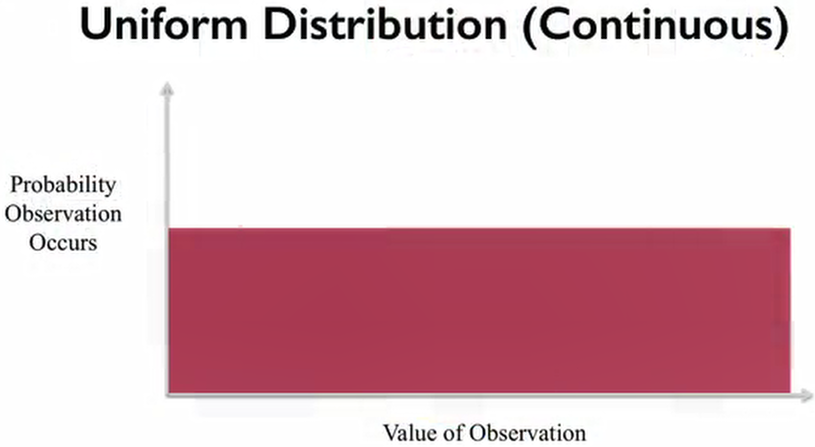 Uniform Distribution (Continuous)
Probability
Observation
Occurs
Value of Observation